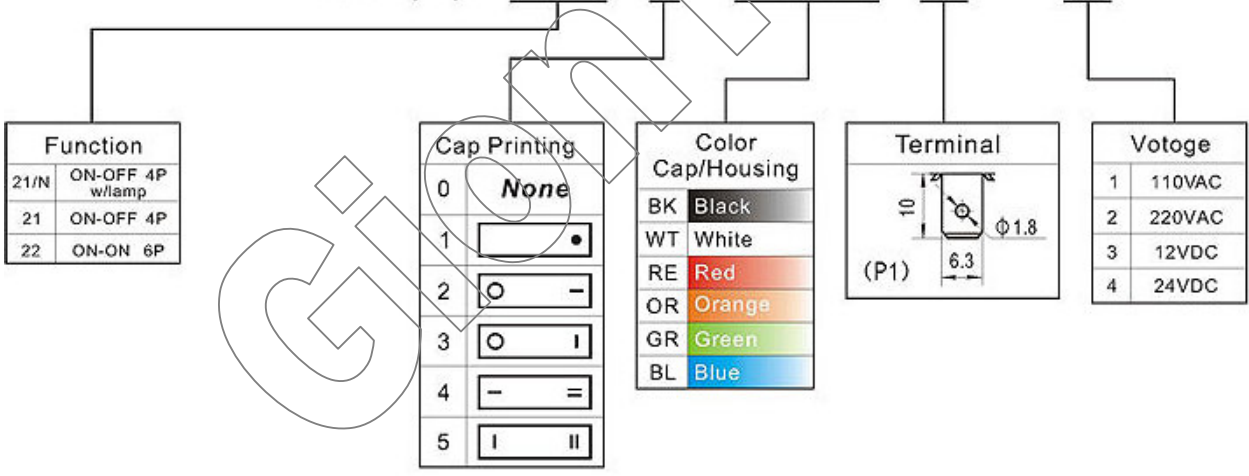 Function
21/N ON-OFF 4P
w/lamp
21 ON-OFF 4P
22 ON-ON 6P
Cap Printing
0 None
1 •
2 O –
3 O I
4 – =
5 I II
Color
Cap/Housing
BK Black
WT White
RE Red
OR Orange
GR Green
BL Blue
Terminal
10
Φ1.8
6.3
(P1)
Votoge
1 110VAC
2 220VAC
3 12VDC
4 24VDC